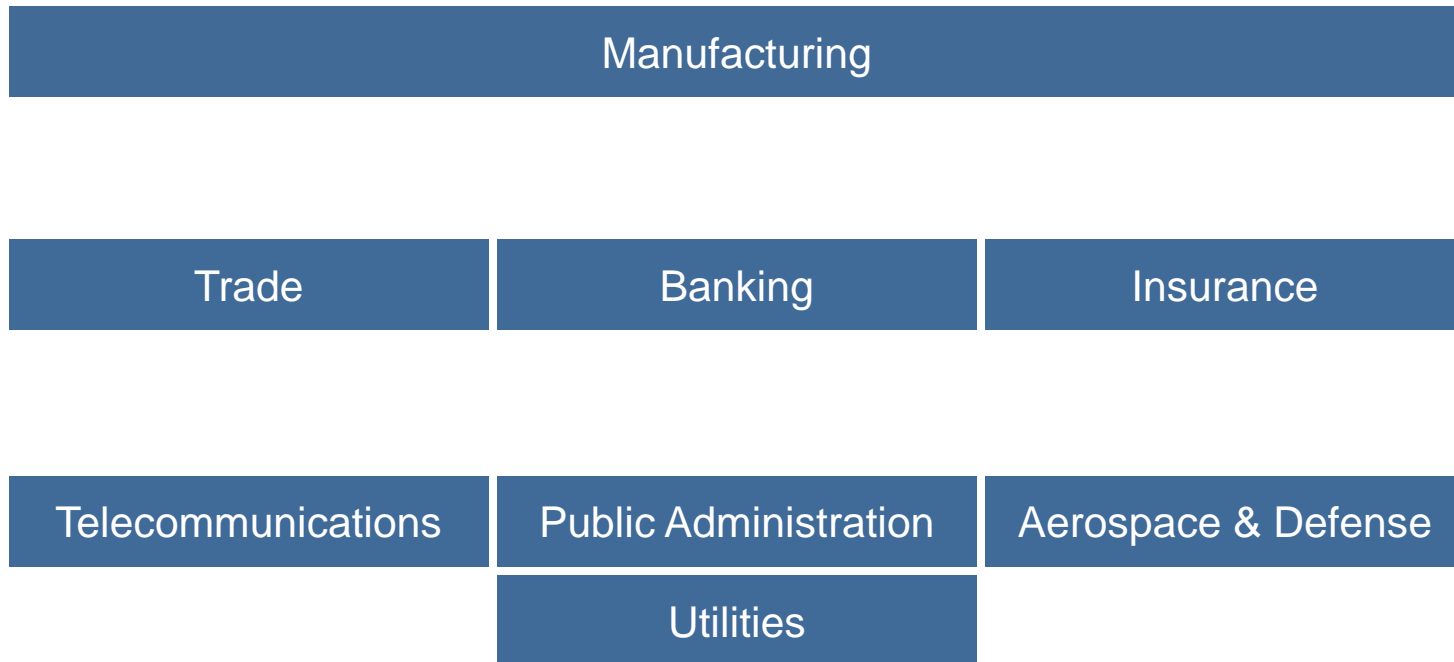 Manufacturing
Trade
Banking
Insurance
Telecommunications
Public Administration
Aerospace & Defense
Utilities